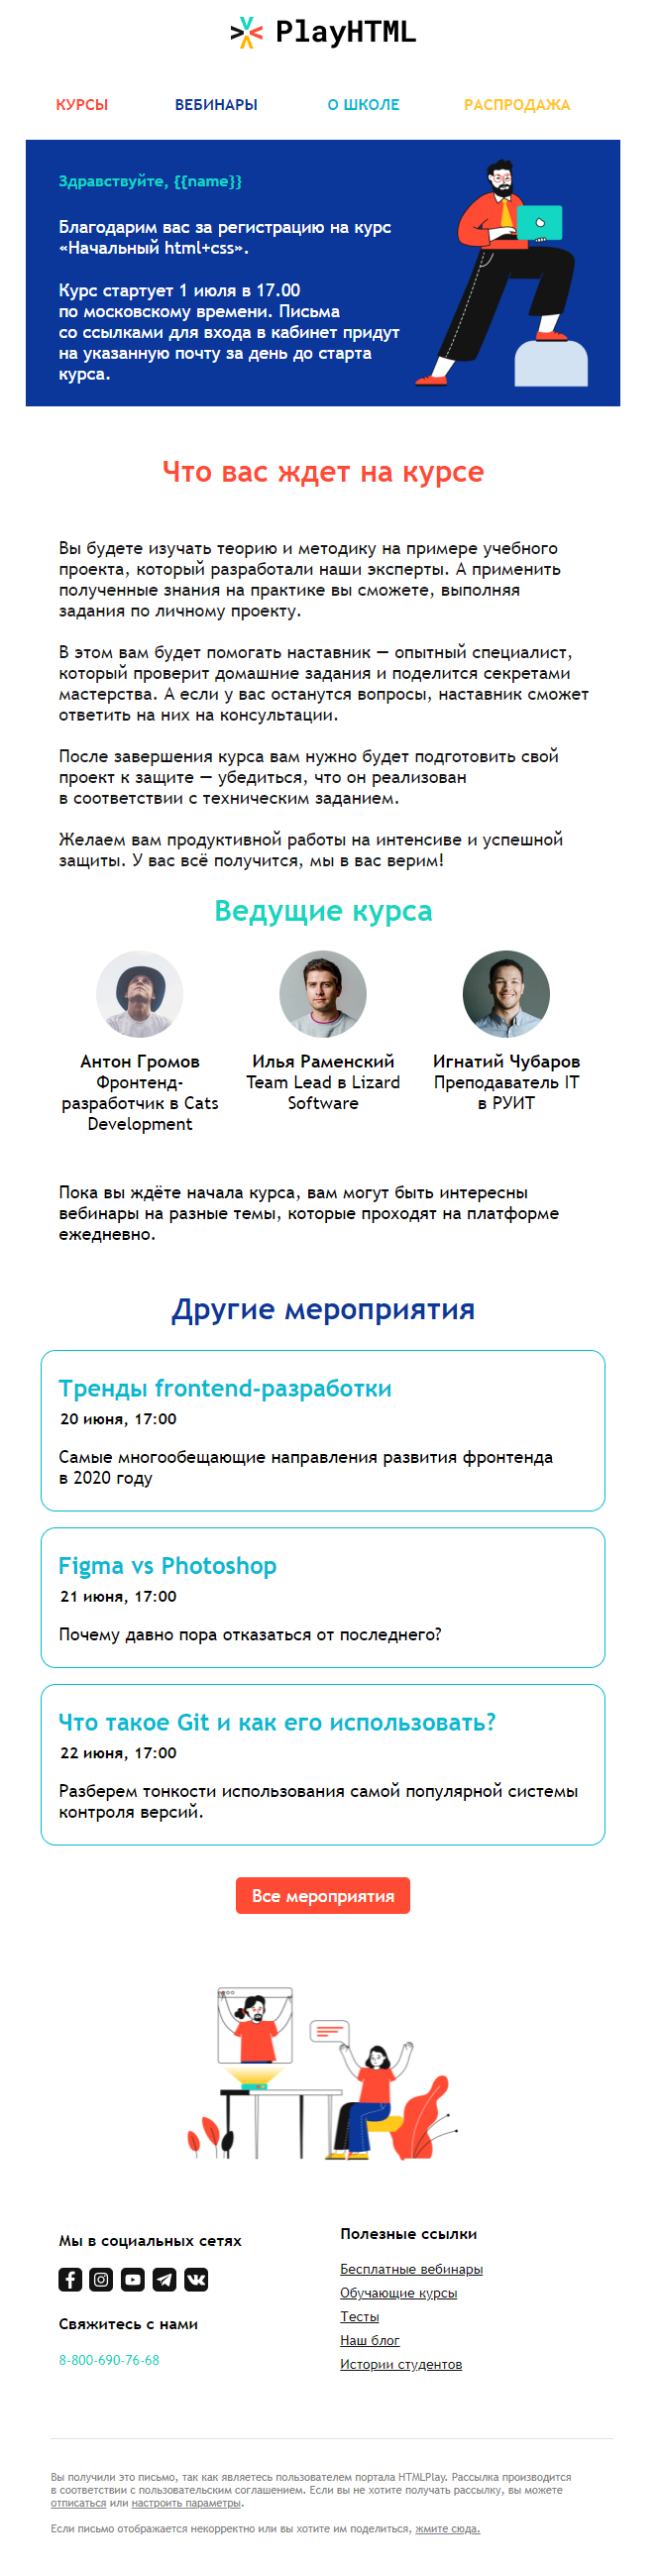 PlayHTML
КУРСЫ ВЕБИНАРЫ О ШКОЛЕ РАСПРОДАЖА
Здравствуйте, {{name}}
Благодарим вас за регистрацию на курс
«Начальный html+css».
Курс стартует 1 июля в 17.00
по московскому времени. Письма
со ссылками для входа в кабинет придут
на указанную почту за день до старта
курса.
Что вас ждет на курсе
Вы будете изучать теорию и методику на примере учебного
проекта, который разработали наши эксперты. А применить
полученные знания на практике вы сможете, выполняя
задания по личному проекту.
В этом вам будет помогать наставник — опытный специалист,
который проверит домашние задания и поделится секретами
мастерства. А если у вас останутся вопросы, наставник сможет
ответить на них на консультации.
После завершения курса вам нужно будет подготовить свой
проект к защите — убедиться, что он реализован
в соответствии с техническим заданием.
Желаем вам продуктивной работы на интенсиве и успешной
защиты. У вас всё получится, мы в вас верим!
Ведущие курса
Антон Громов
Фронтенд-
разработчик в Cats
Development
Илья Раменский
Team Lead в Lizard
Software
Игнатий Чубаров
Преподаватель IT
в РУИТ
Пока вы ждёте начала курса, вам могут быть интересны
вебинары на разные темы, которые проходят на платформе
ежедневно.
Другие мероприятия
Тренды frontend-разработки
20 июня, 17:00
Самые многообещающие направления развития фронтенда
в 2020 году
Figma vs Photoshop
21 июня, 17:00
Почему давно пора отказаться от последнего?
Что такое Git и как его использовать?
22 июня, 17:00
Разберем тонкости использования самой популярной системы
контроля версий.
Все мероприятия
Мы в социальных сетях
Свяжитесь с нами
8-800-690-76-68
Полезные ссылки
Бесплатные вебинары
Обучающие курсы
Тесты
Наш блог
Истории студентов
Вы получили это письмо, так как являетесь пользователем портала HTMLPlay. Рассылка производится
в соответствии с пользовательским соглашением. Если вы не хотите получать рассылку, вы можете
отписаться или настроить параметры.
Если письмо отображается некорректно или вы хотите им поделиться, жмите сюда.